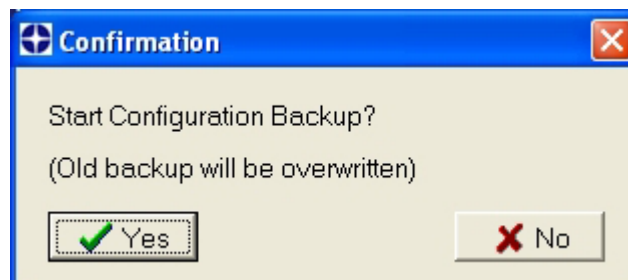 Confirmation
Start Configuration Backup?
(Old backup will be overwritten)
Yes
No